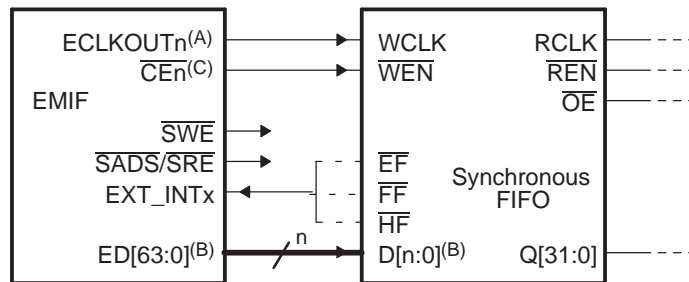 ECLKOUTn(A)
CEn(C)
EMIF
SWE
SADS/SRE
EXT_INTx
ED[63:0](B)
n
WCLK
WEN
EF
FF
HF
D[n:0](B)
RCLK
REN
OE
Synchronous
FIFO
Q[31:0]